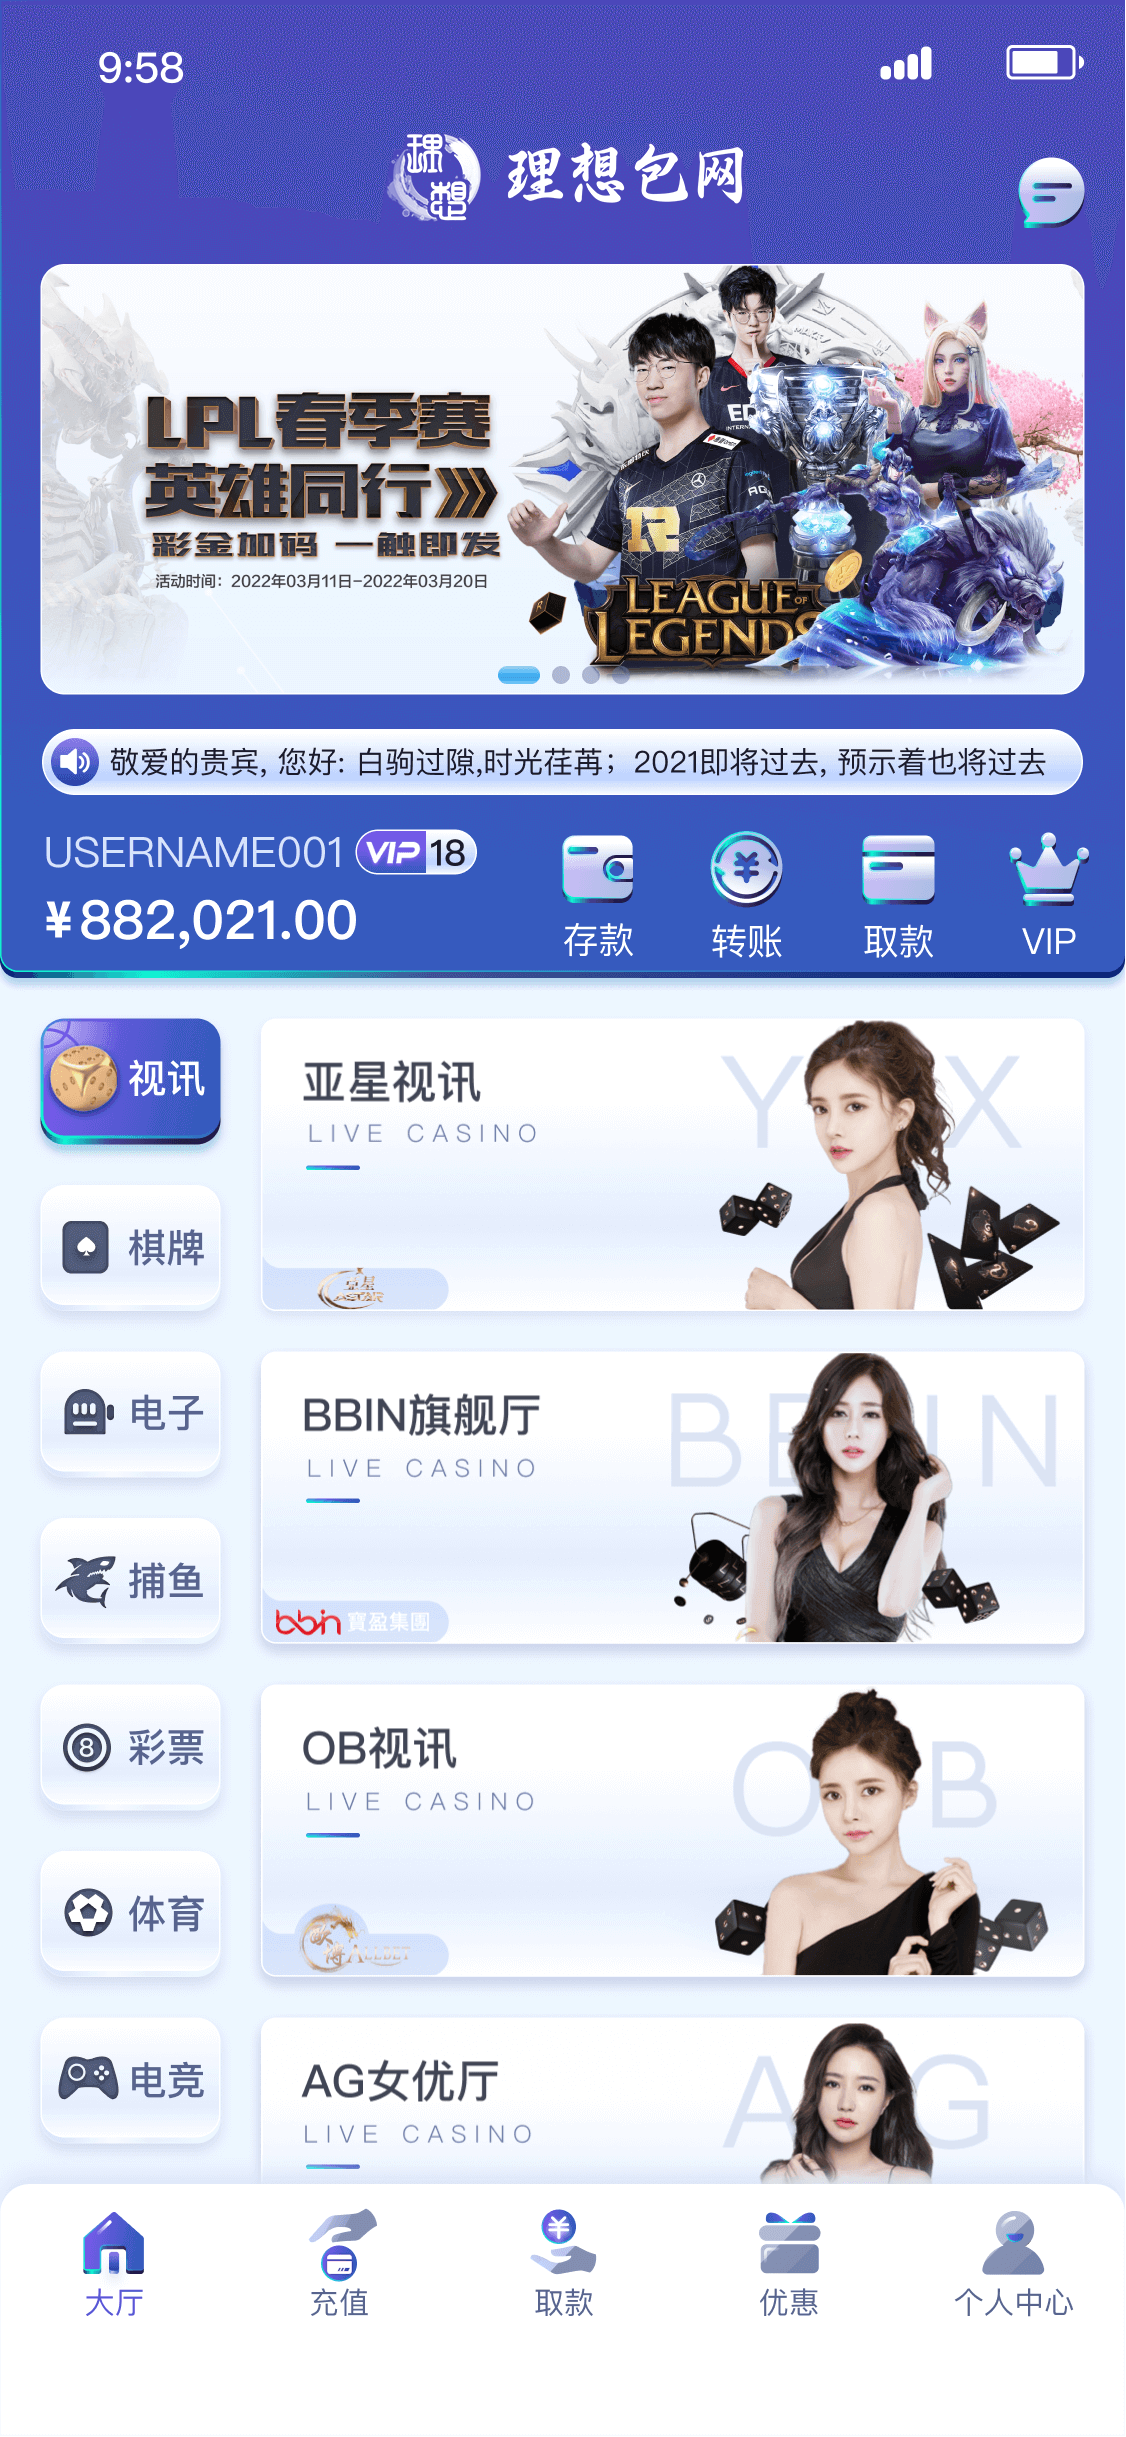 9:58
理想
理想包网
LPL春季赛
英雄同行
彩金加码 一触即发
活动时间：2022年03月11日-2022年03月20日
LEAGUE OF
LEGENDS
敬爱的贵宾, 您好: 白驹过隙,时光荏苒；2021即将过去, 预示着也将过去
USERNAME001 VIP 18
¥882,021.00
存款 转账 取款 VIP
视讯
棋牌
电子
捕鱼
彩票
体育
电竞
亚星视讯
LIVE CASINO
BBIN旗舰厅
LIVE CASINO
BBIN
bbin 寶盈集團
OB视讯
LIVE CASINO
OB
ALLBET
AG女优厅
LIVE CASINO
AG
大厅 充值 取款 优惠 个人中心